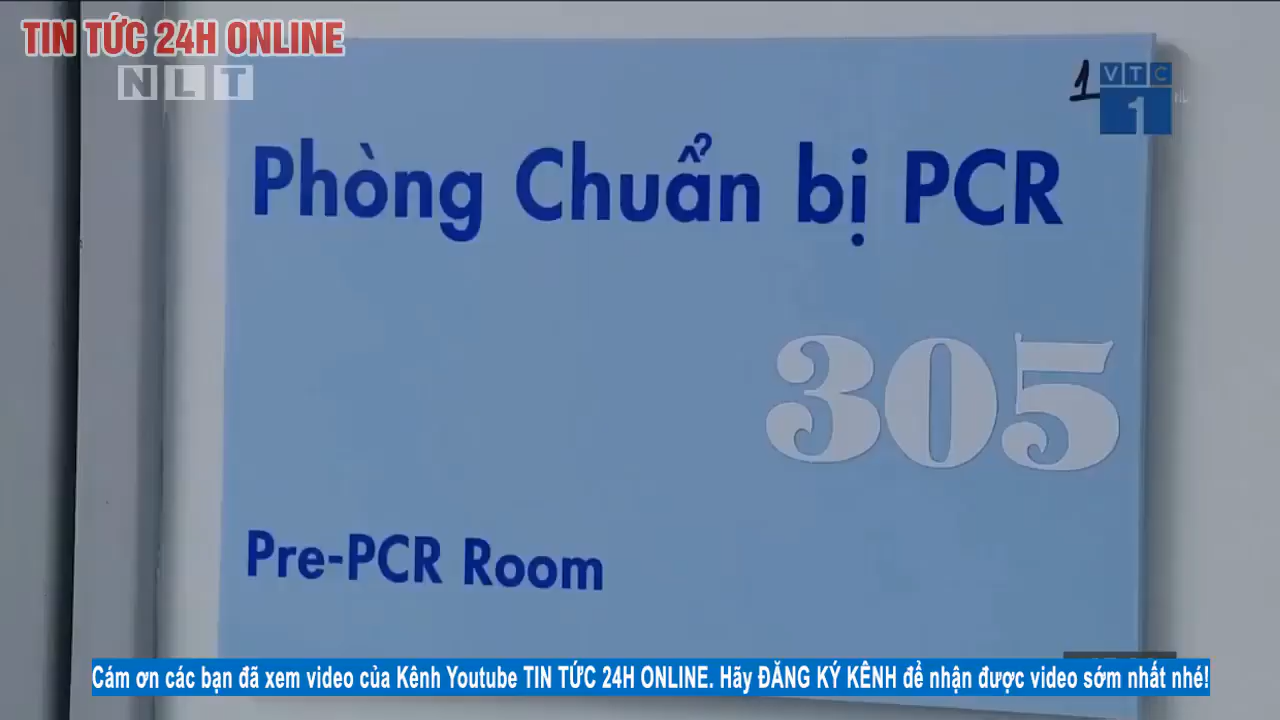 TIN TỨC 24H ONLINE
NLT
1
VTC
1
Phòng Chuẩn bị PCR
305
Pre-PCR Room
Cám ơn các bạn đã xem video của Kênh Youtube TIN TỨC 24H ONLINE. Hãy ĐĂNG KÝ KÊNH để nhận được video sớm nhất nhé!